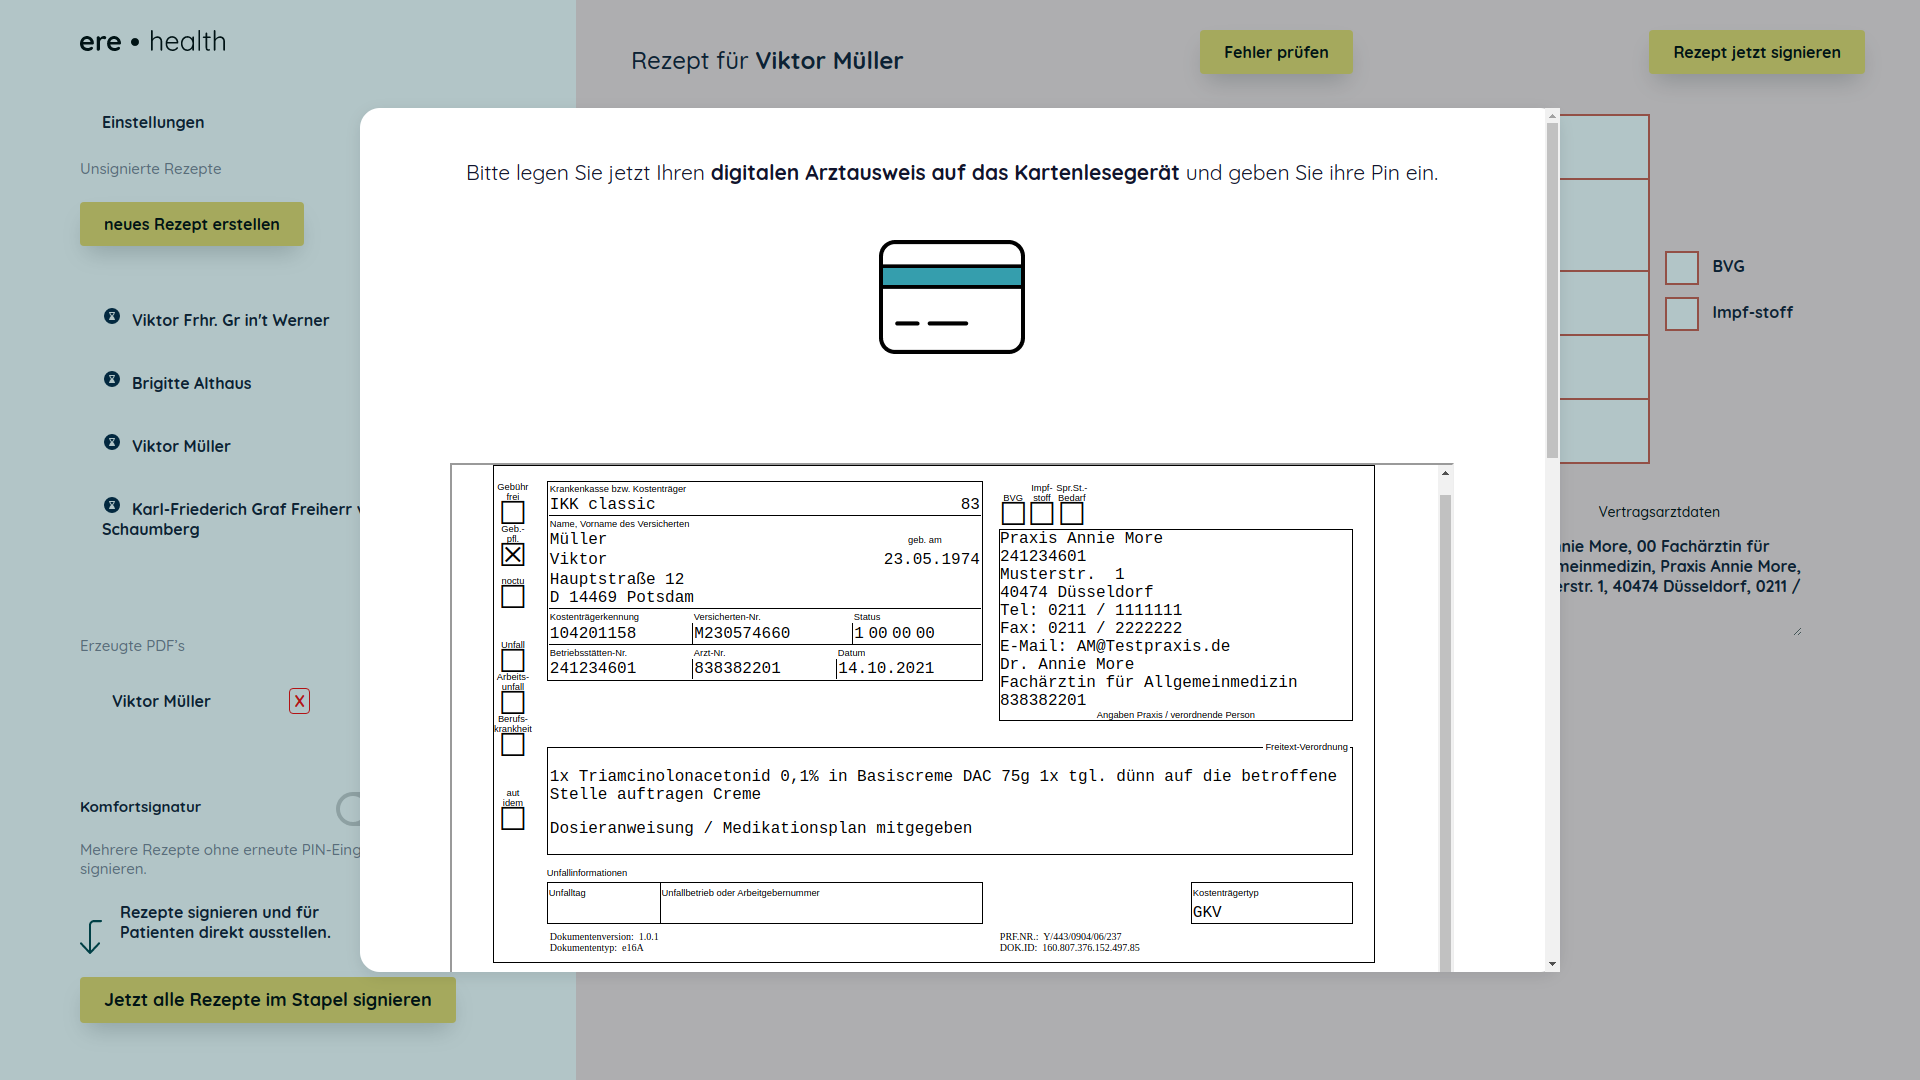 ere • health
Rezept für Viktor Müller
Fehler prüfen
Rezept jetzt signieren
Einstellungen
Unsignierte Rezepte
neues Rezept erstellen
Viktor Frhr. Gr in't Werner
Brigitte Althaus
Viktor Müller
Karl-Friederich Graf Freiherr
Schaumberg
Erzeugte PDF's
Viktor Müller
X
Komfortsignatur
Mehrere Rezepte ohne erneute PIN-Eing
signieren.
Rezepte signieren und für
Patienten direkt ausstellen.
Jetzt alle Rezepte im Stapel signieren
Bitte legen Sie jetzt Ihren digitalen Arztausweis auf das Kartenlesegerät und geben Sie ihre Pin ein.
Gebühr
frei
Geb.-
pfl.
noctu
Unfall
Arbeits-
unfall
Berufs-
krankheit
aut
idem
Krankenkasse bzw. Kostenträger
IKK classic 83
Name, Vorname des Versicherten
Müller geb. am
Viktor 23.05.1974
Hauptstraße 12
D 14469 Potsdam
Kostenträgerkennung Versicherten-Nr. Status
104201158 M230574660 1 00 00 00
Betriebsstätten-Nr. Arzt-Nr. Datum
241234601 838382201 14.10.2021
BVG Impf-stoff Spr.St.-Bedarf
Praxis Annie More
241234601
Musterstr. 1
40474 Düsseldorf
Tel: 0211 / 1111111
Fax: 0211 / 2222222
E-Mail: AM@Testpraxis.de
Dr. Annie More
Fachärztin für Allgemeinmedizin
838382201
Angaben Praxis / verordnende Person
Freitext-Verordnung
1x Triamcinolonacetonid 0,1% in Basiscreme DAC 75g 1x tgl. dünn auf die betroffene
Stelle auftragen Creme
Dosieranweisung / Medikationsplan mitgegeben
Unfallinformationen
Unfalltag Unfallbetrieb oder Arbeitgebernummer
Kostenträgertyp
GKV
Dokumentenversion: 1.0.1
Dokumententyp: e16A
PRF.NR.: Y/443/0904/06/237
DOK.ID: 160.807.376.152.497.85
BVG
Impf-stoff
Vertragsarztdaten
nie More, 00 Fachärztin für
meinmedizin, Praxis Annie More,
erstr. 1, 40474 Düsseldorf, 0211 /